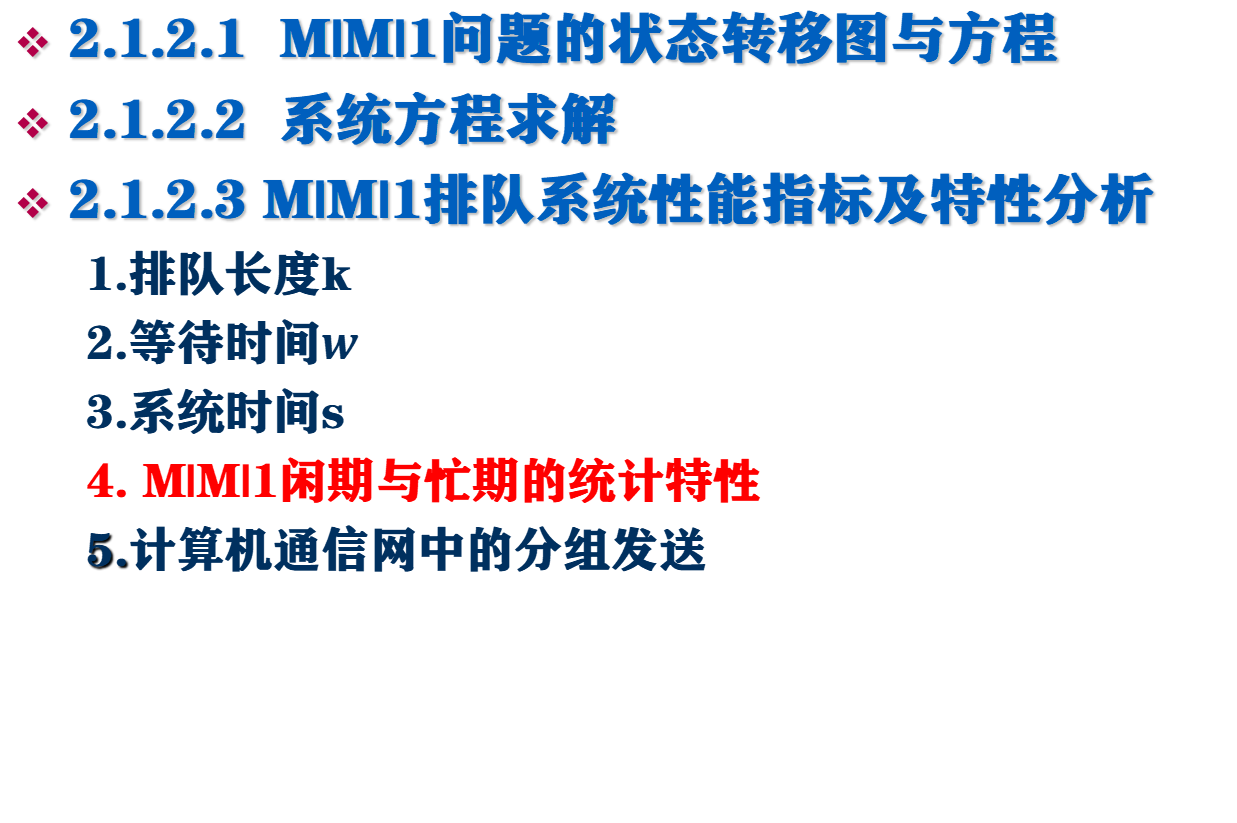 2.1.2.1 M|M|1问题的状态转移图与方程
2.1.2.2 系统方程求解
2.1.2.3 M|M|1排队系统性能指标及特性分析
1.排队长度k
2.等待时间w
3.系统时间s
4. M|M|1闲期与忙期的统计特性
5.计算机通信网中的分组发送